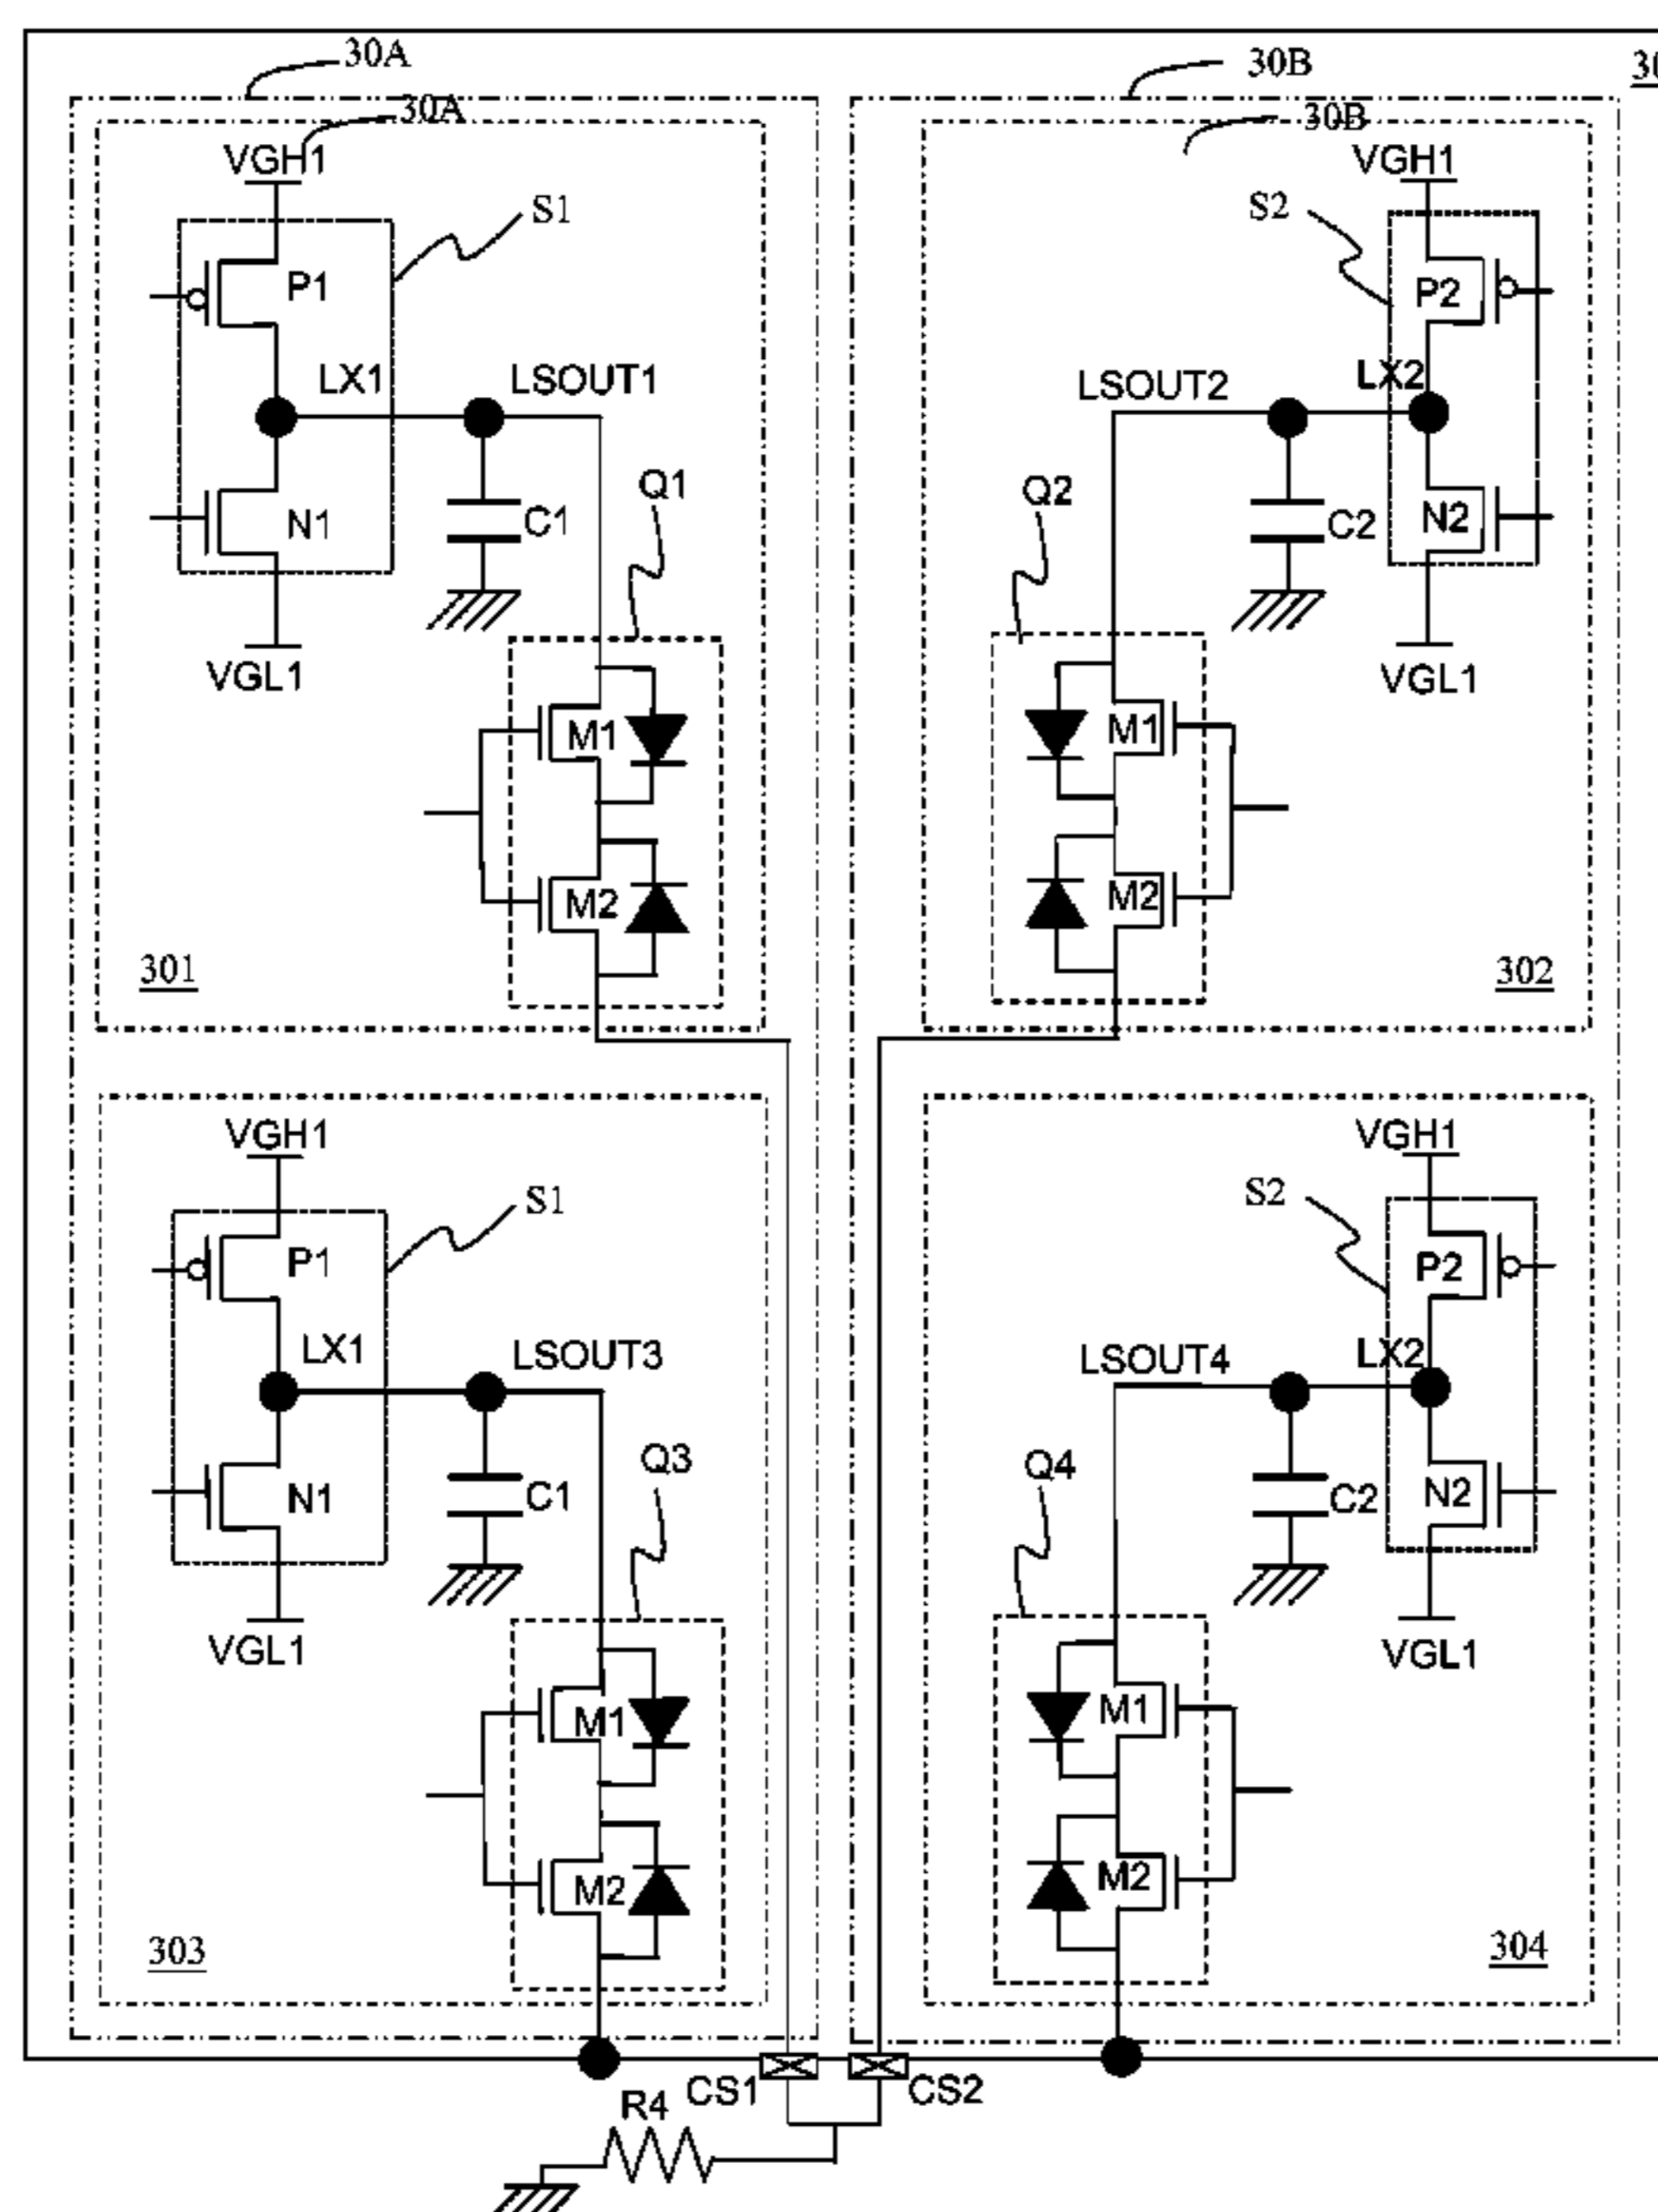 30A
30B
30A
30B
VGH1
VGH1
S1
S2
P1
P2
LX1
LSOUT1
LSOUT2
LX2
Q1
Q2
N1
C1
C2
N2
VGL1
VGL1
M1
M1
M2
M2
301
302
VGH1
VGH1
S1
S2
P1
P2
LX1
LSOUT3
LSOUT4
LX2
Q3
Q4
N1
C1
C2
N2
VGL1
VGL1
M1
M1
M2
M2
303
304
CS1
CS2
R4